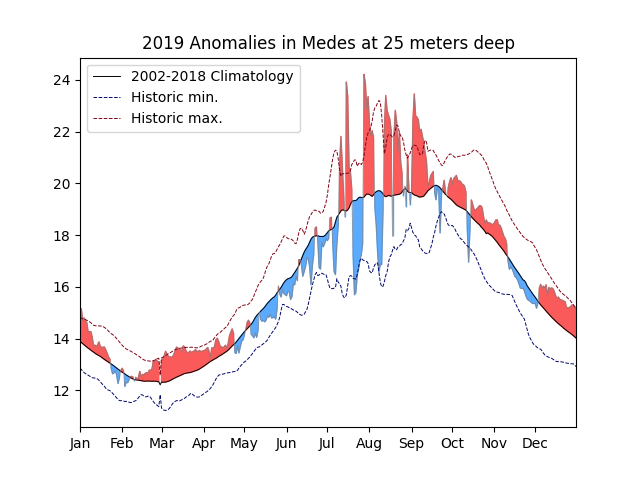 2019 Anomalies in Medes at 25 meters deep
2002-2018 Climatology
Historic min.
Historic max.
24
22
20
18
16
14
12
Jan Feb Mar Apr May Jun Jul Aug Sep Oct Nov Dec